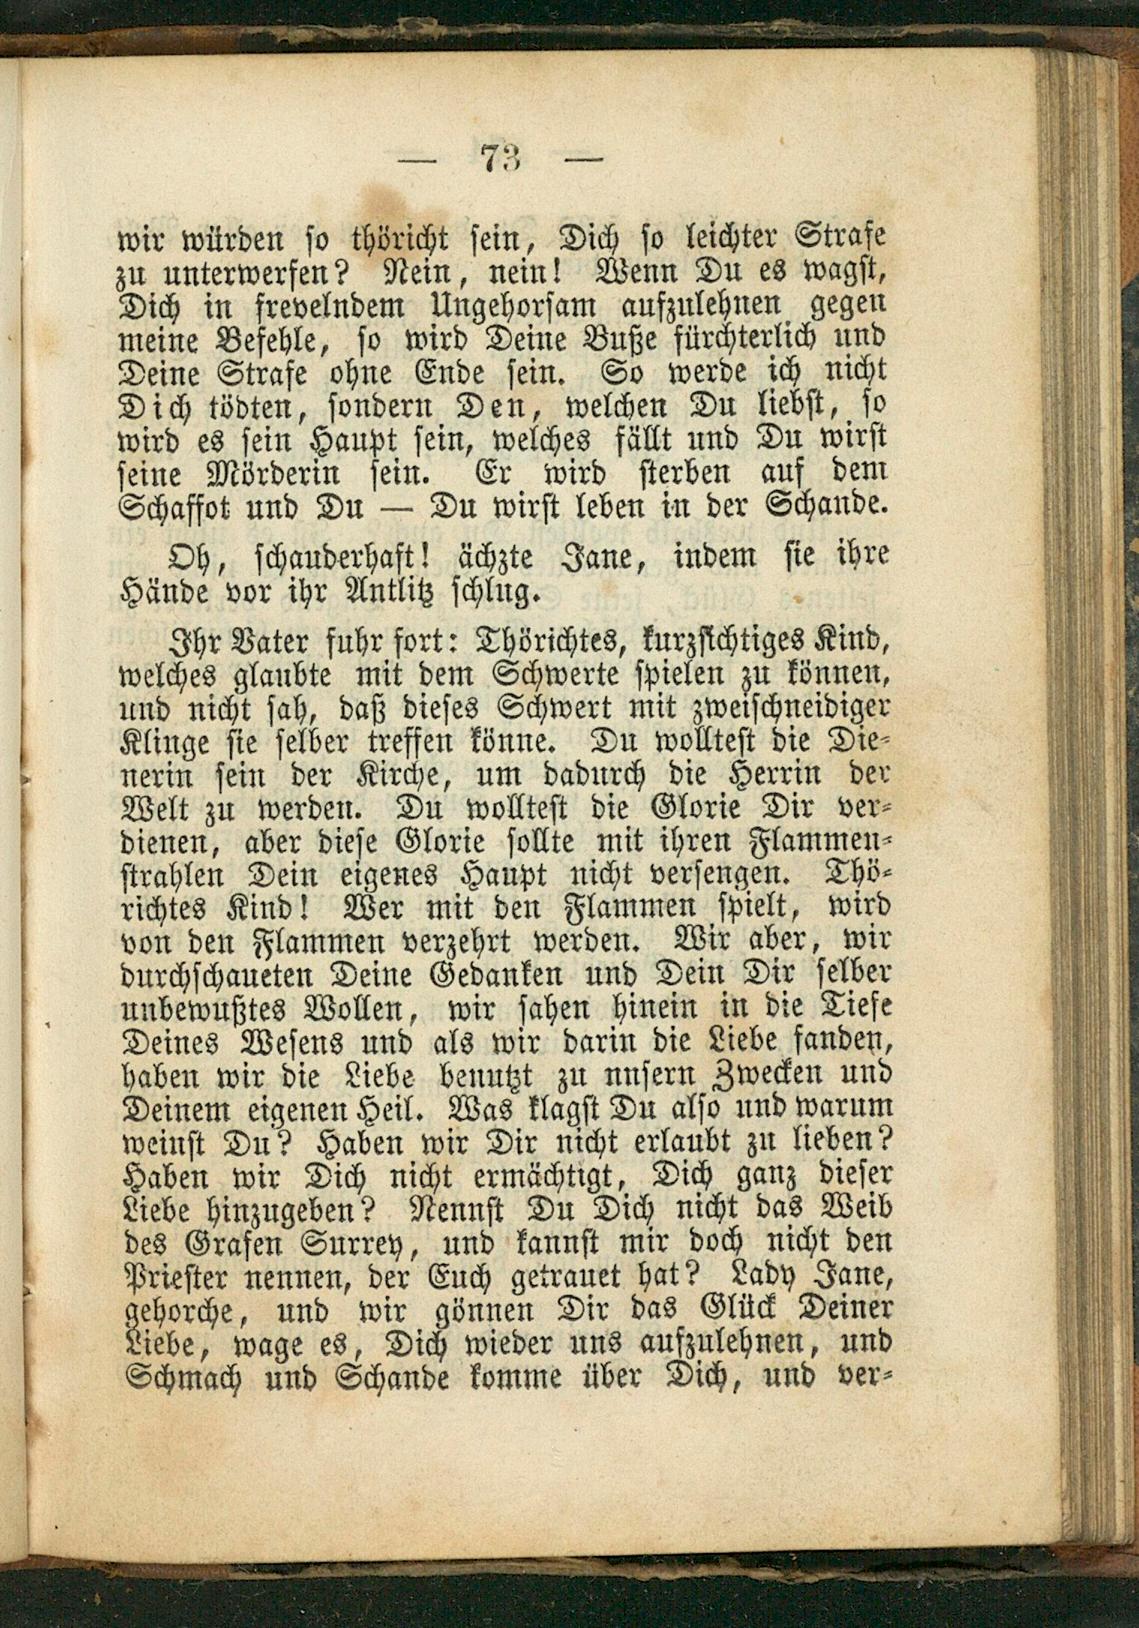 — 73 —
wir würden so thöricht sein, Dich so leichter Strafe
zu unterwerfen? Nein, nein! Wenn Du es wagst,
Dich in frevelndem Ungehorsam aufzulehnen gegen
meine Befehle, so wird Deine Buße fürchterlich und
Deine Strafe ohne Ende sein. So werde ich nicht
Dich tödten, sondern Den, welchen Du liebst, so
wird es sein Haupt sein, welches fällt und Du wirst
seine Mörderin sein. Er wird sterben auf dem
Schaffot und Du — Du wirst leben in der Schande.
Oh, schauderhaft! ächzte Jane, indem sie ihre
Hände vor ihr Antlitz schlug.
Ihr Vater fuhr fort: Thörichtes, kurzsichtiges Kind,
welches glaubte mit dem Schwerte spielen zu können,
und nicht sah, daß dieses Schwert mit zweischneidiger
Klinge sie selber treffen könne. Du wolltest die Die-
nerin sein der Kirche, um dadurch die Herrin der
Welt zu werden. Du wolltest die Glorie Dir ver-
dienen, aber diese Glorie sollte mit ihren Flammen-
strahlen Dein eigenes Haupt nicht versengen. Thö-
richtes Kind! Wer mit den Flammen spielt, wird
von den Flammen verzehrt werden. Wir aber, wir
durchschaueten Deine Gedanken und Dein Dir selber
unbewußtes Wollen, wir sahen hinein in die Tiefe
Deines Wesens und als wir darin die Liebe fanden,
haben wir die Liebe benutzt zu nnsern Zwecken und
Deinem eigenen Heil. Was klagst Du also und warum
weinst Du? Haben wir Dir nicht erlaubt zu lieben?
Haben wir Dich nicht ermächtigt, Dich ganz dieser
Liebe hinzugeben? Nennst Du Dich nicht das Weib
des Grafen Surrey, und kannst mir doch nicht den
Priester nennen, der Euch getrauet hat? Lady Jane,
gehorche, und wir gönnen Dir das Glück Deiner
Liebe, wage es, Dich wieder uns aufzulehnen, und
Schmach und Schande komme über Dich, und ver-